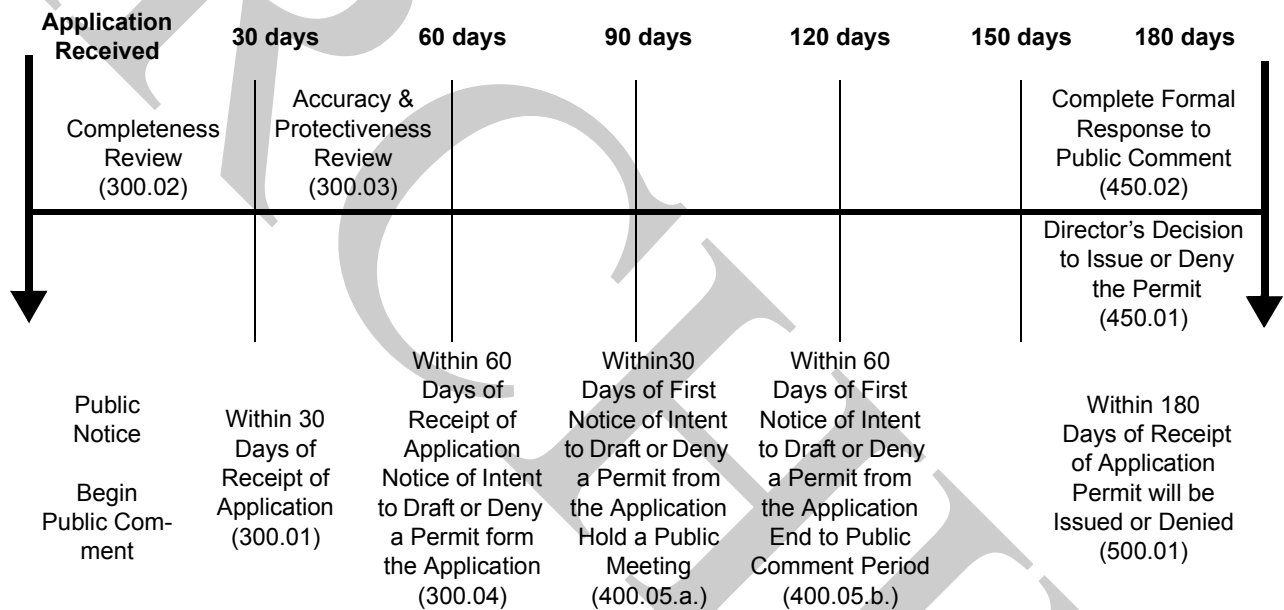 Application
Received
30 days
60 days
90 days
120 days
150 days
180 days
Completeness
Review
(300.02)
Accuracy &
Protectiveness
Review
(300.03)
Complete Formal
Response to
Public Comment
(450.02)
Director’s Decision
to Issue or Deny
the Permit
(450.01)
Public
Notice
Begin
Public Com-
ment
Within 30
Days of
Receipt of
Application
(300.01)
Within 60
Days of
Receipt of
Application
Notice of Intent
to Draft or Deny
a Permit form
the Application
(300.04)
Within30
Days of First
Notice of Intent
to Draft or Deny
a Permit from
the Application
Hold a Public
Meeting
(400.05.a.)
Within 60
Days of First
Notice of Intent
to Draft or Deny
a Permit from
the Application
End to Public
Comment Period
(400.05.b.)
Within 180
Days of Receipt
of Application
Permit will be
Issued or Denied
(500.01)